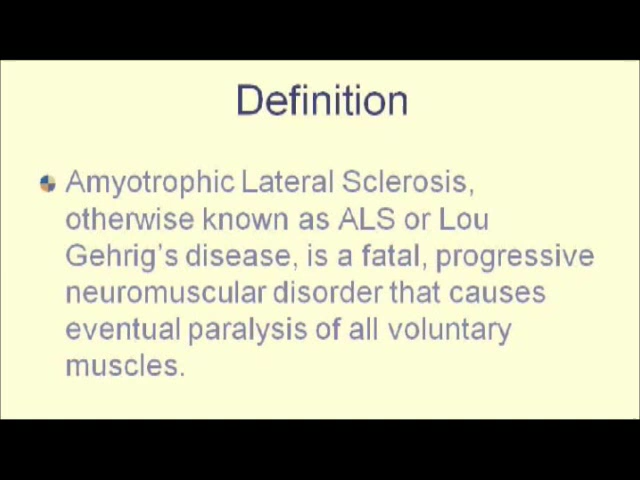 Definition
Amyotrophic Lateral Sclerosis,
otherwise known as ALS or Lou
Gehrig's disease, is a fatal, progressive
neuromuscular disorder that causes
eventual paralysis of all voluntary
muscles.